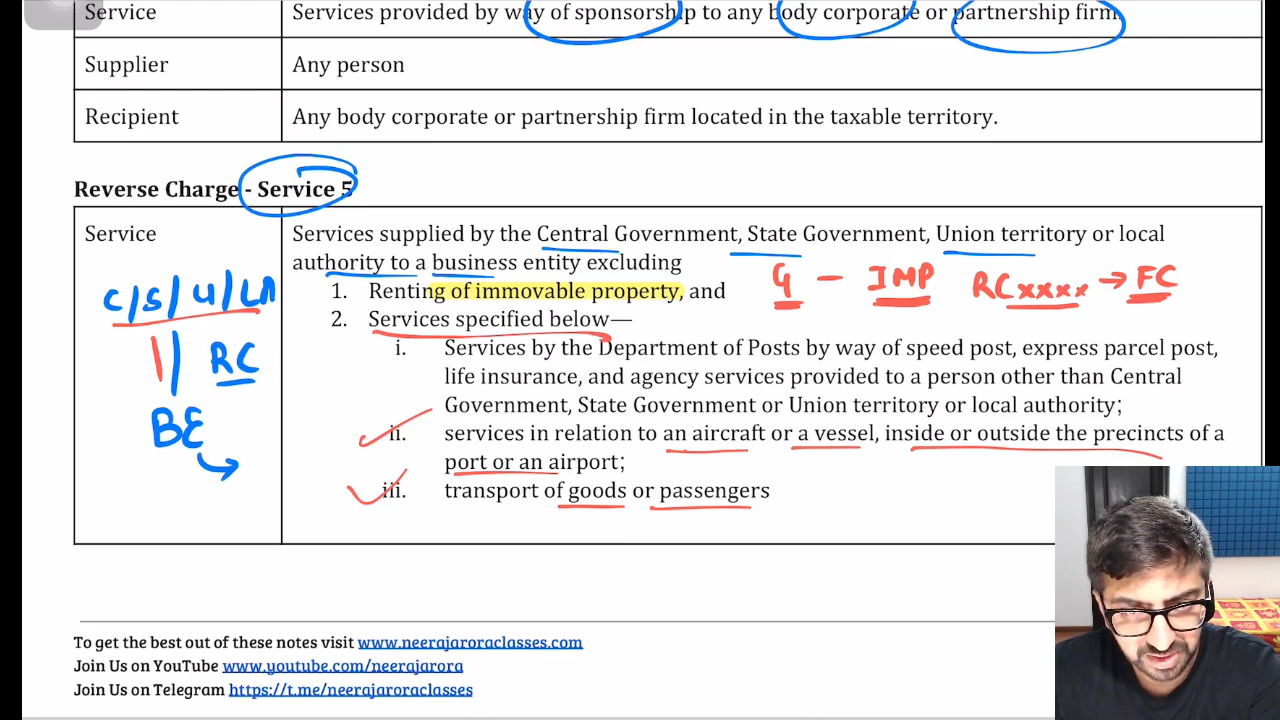 Service Services provided by way of sponsorship to any body corporate or partnership firm
Supplier Any person
Recipient Any body corporate or partnership firm located in the taxable territory.
Reverse Charge - Service 5
Service Services supplied by the Central Government, State Government, Union territory or local
authority to a business entity excluding
1. Renting of immovable property, and
G – IMP RCxxxx → FC
2. Services specified below—
C/S/U/LA
i. Services by the Department of Posts by way of speed post, express parcel post,
life insurance, and agency services provided to a person other than Central
RC
Government, State Government or Union territory or local authority;
BE
ii. services in relation to an aircraft or a vessel, inside or outside the precincts of a
port or an airport;
iii. transport of goods or passengers
To get the best out of these notes visit www.neerajaroraclasses.com
Join Us on YouTube www.youtube.com/neerajarora
Join Us on Telegram https://t.me/neerajaroraclasses